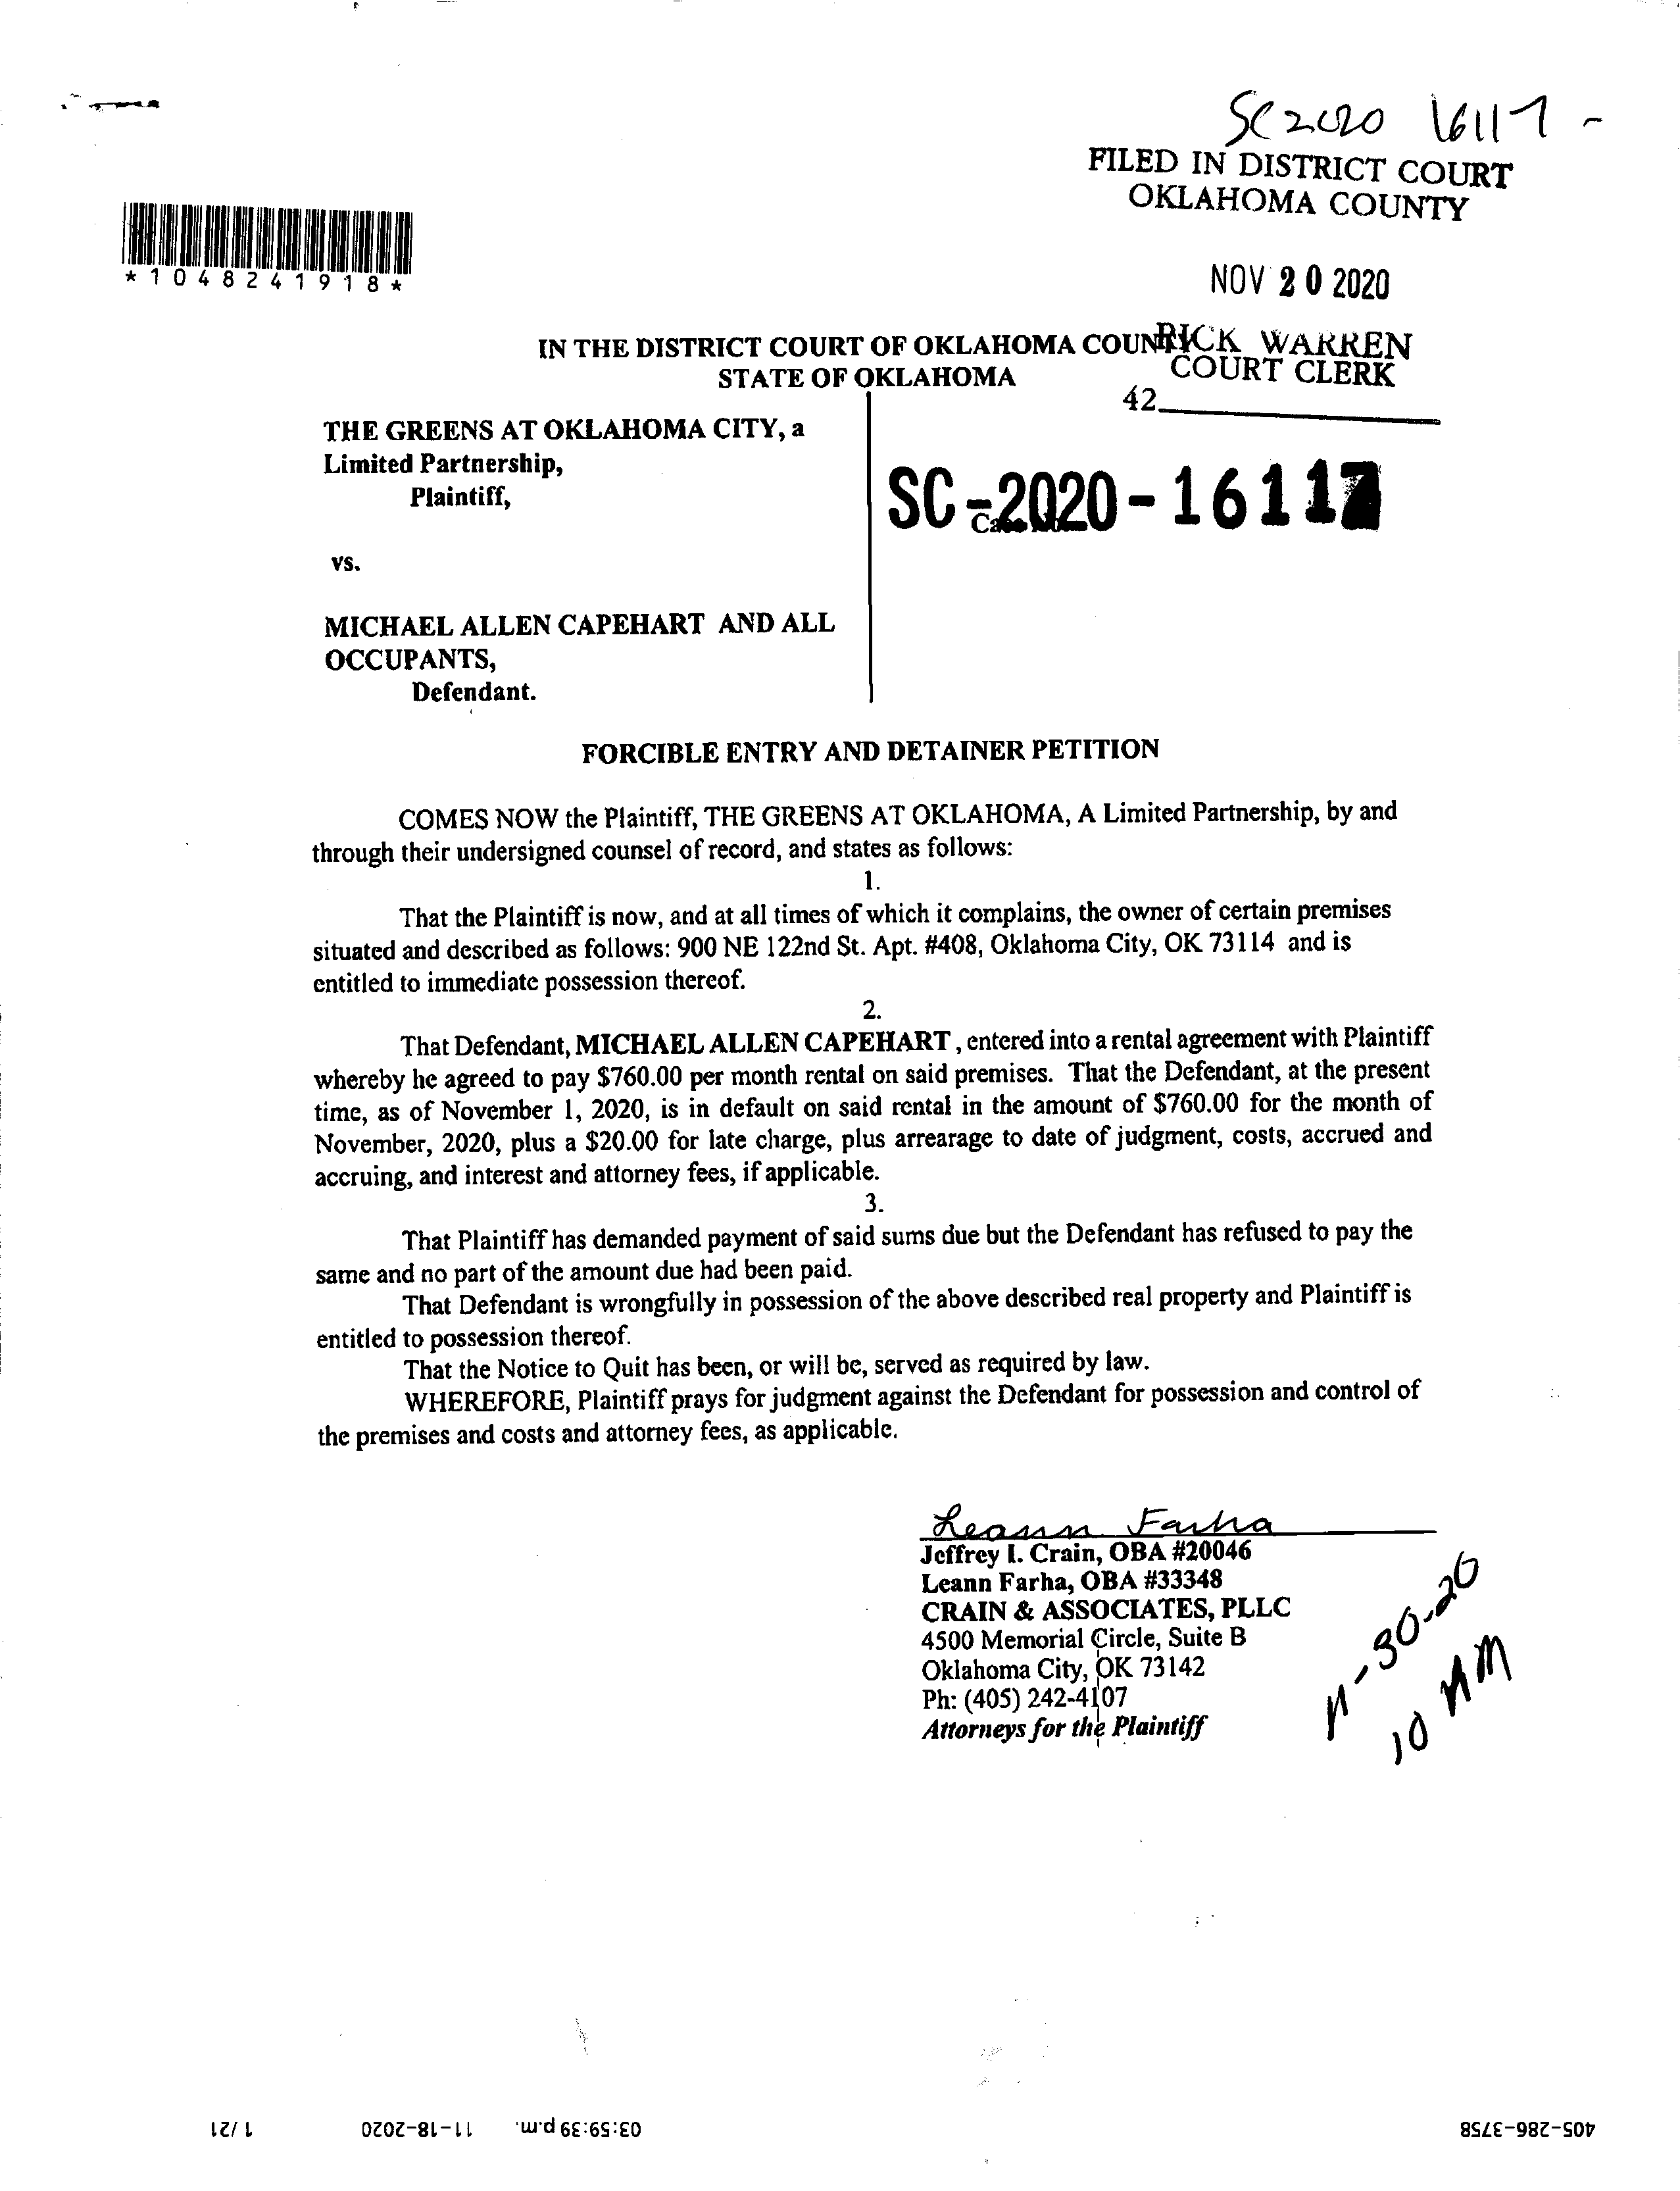 SC2020 16117 -
FILED IN DISTRICT COURT
OKLAHOMA COUNTY
*1048241918*
NOV 20 2020
RICK WARREN
COURT CLERK
42
IN THE DISTRICT COURT OF OKLAHOMA COUNTY
STATE OF OKLAHOMA
THE GREENS AT OKLAHOMA CITY, a
Limited Partnership,
Plaintiff,
SC-2020-16117
vs.
MICHAEL ALLEN CAPEHART AND ALL
OCCUPANTS,
Defendant.
FORCIBLE ENTRY AND DETAINER PETITION
COMES NOW the Plaintiff, THE GREENS AT OKLAHOMA, A Limited Partnership, by and
through their undersigned counsel of record, and states as follows:
1.
That the Plaintiff is now, and at all times of which it complains, the owner of certain premises
situated and described as follows: 900 NE 122nd St. Apt. #408, Oklahoma City, OK 73114 and is
entitled to immediate possession thereof.
2.
That Defendant, MICHAEL ALLEN CAPEHART , entered into a rental agreement with Plaintiff
whereby he agreed to pay $760.00 per month rental on said premises. That the Defendant, at the present
time, as of November 1, 2020, is in default on said rental in the amount of $760.00 for the month of
November, 2020, plus a $20.00 for late charge, plus arrearage to date of judgment, costs, accrued and
accruing, and interest and attorney fees, if applicable.
3.
That Plaintiff has demanded payment of said sums due but the Defendant has refused to pay the
same and no part of the amount due had been paid.
That Defendant is wrongfully in possession of the above described real property and Plaintiff is
entitled to possession thereof.
That the Notice to Quit has been, or will be, served as required by law.
WHEREFORE, Plaintiff prays for judgment against the Defendant for possession and control of
the premises and costs and attorney fees, as applicable.
Leann Farha
Jeffrey I. Crain, OBA #20046
Leann Farha, OBA #33348
CRAIN & ASSOCIATES, PLLC
4500 Memorial Circle, Suite B
Oklahoma City, OK 73142
Ph: (405) 242-4107
Attorneys for the Plaintiff
11-30-20
10 AM
405-286-3758
03:59:39 p.m. 11-18-2020 1/21